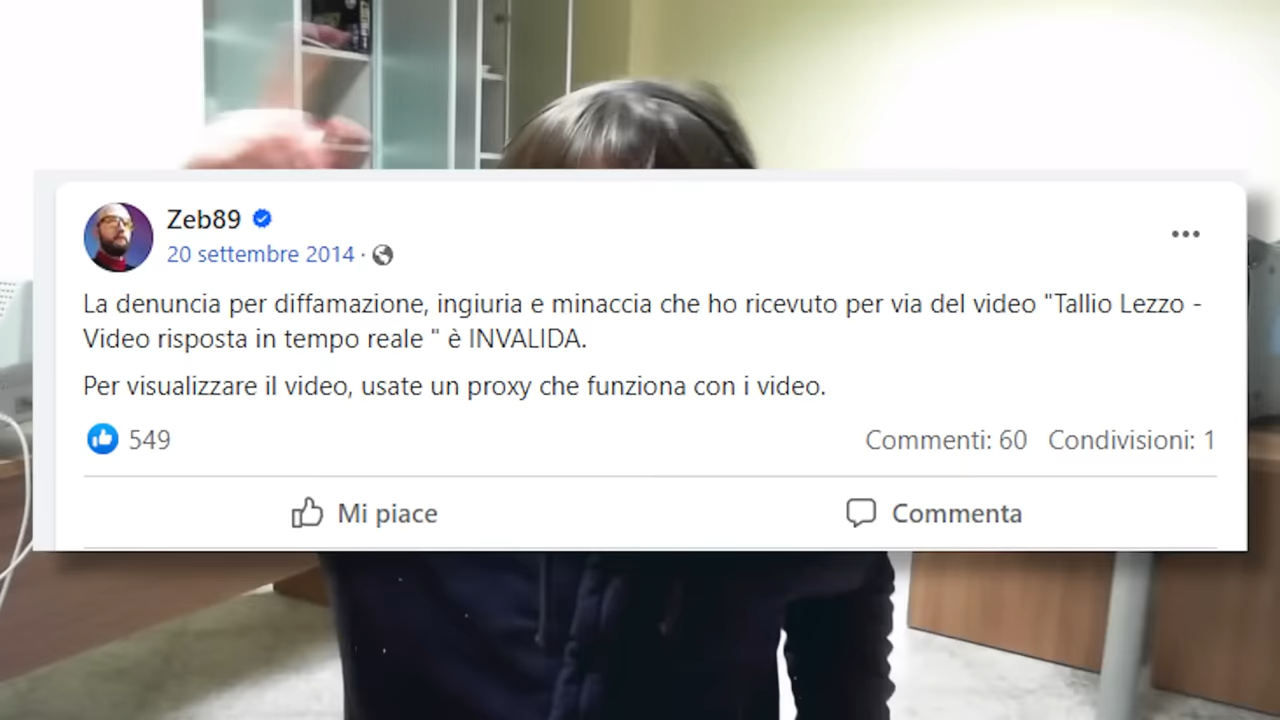 Zeb89
20 settembre 2014 ·
La denuncia per diffamazione, ingiuria e minaccia che ho ricevuto per via del video "Tallio Lezzo -
Video risposta in tempo reale " è INVALIDA.
Per visualizzare il video, usate un proxy che funziona con i video.
549
Commenti: 60 Condivisioni: 1
Mi piace
Commenta